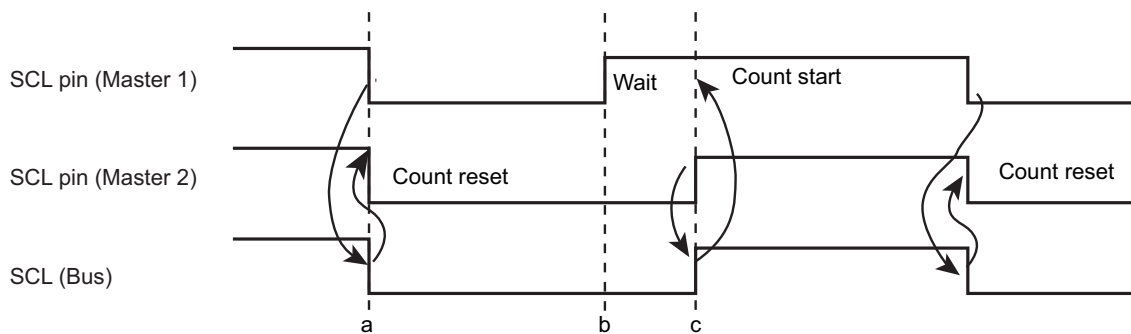 SCL pin (Master 1)
Wait
Count start
SCL pin (Master 2)
Count reset
Count reset
SCL (Bus)
a
b
c